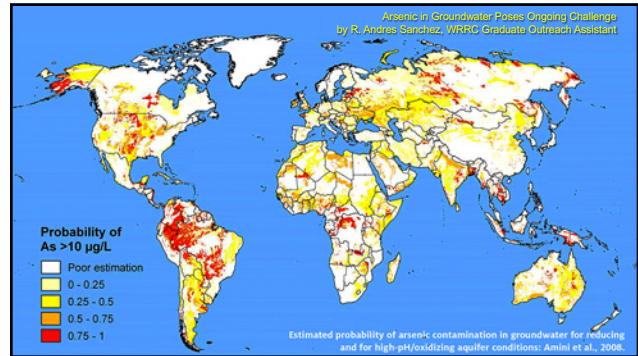 Arsenic in Groundwater Poses Ongoing Challenge
by R. Andres Sanchez, WRRC Graduate Outreach Assistant
Probability of
As >10 µg/L
Poor estimation
0 - 0.25
0.25 - 0.5
0.5 - 0.75
0.75 - 1
Estimated probability of arsenic contamination in groundwater for reducing
and for high-pH/oxidizing aquifer conditions: Amini et al., 2008.